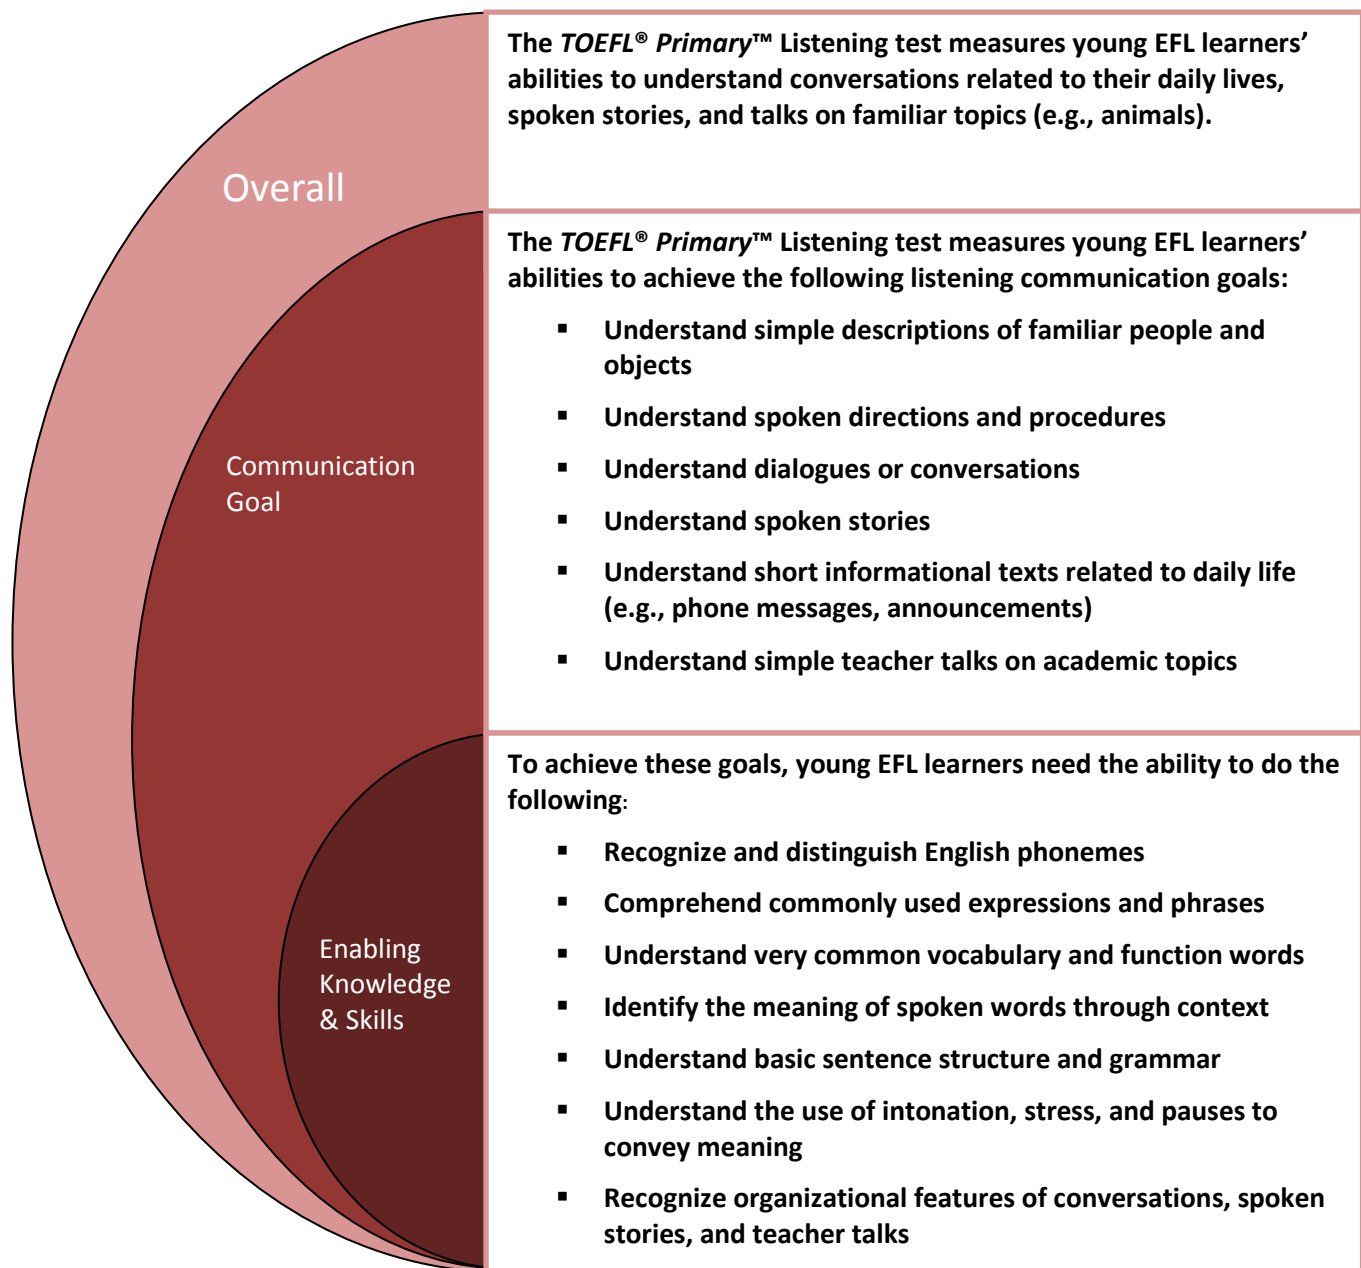 The TOEFL® Primary™ Listening test measures young EFL learners’
abilities to understand conversations related to their daily lives,
spoken stories, and talks on familiar topics (e.g., animals).
Overall
The TOEFL® Primary™ Listening test measures young EFL learners’
abilities to achieve the following listening communication goals:
▪ Understand simple descriptions of familiar people and
objects
▪ Understand spoken directions and procedures
▪ Understand dialogues or conversations
▪ Understand spoken stories
▪ Understand short informational texts related to daily life
(e.g., phone messages, announcements)
▪ Understand simple teacher talks on academic topics
Communication
Goal
To achieve these goals, young EFL learners need the ability to do the
following:
▪ Recognize and distinguish English phonemes
▪ Comprehend commonly used expressions and phrases
▪ Understand very common vocabulary and function words
▪ Identify the meaning of spoken words through context
▪ Understand basic sentence structure and grammar
▪ Understand the use of intonation, stress, and pauses to
convey meaning
▪ Recognize organizational features of conversations, spoken
stories, and teacher talks
Enabling
Knowledge
& Skills